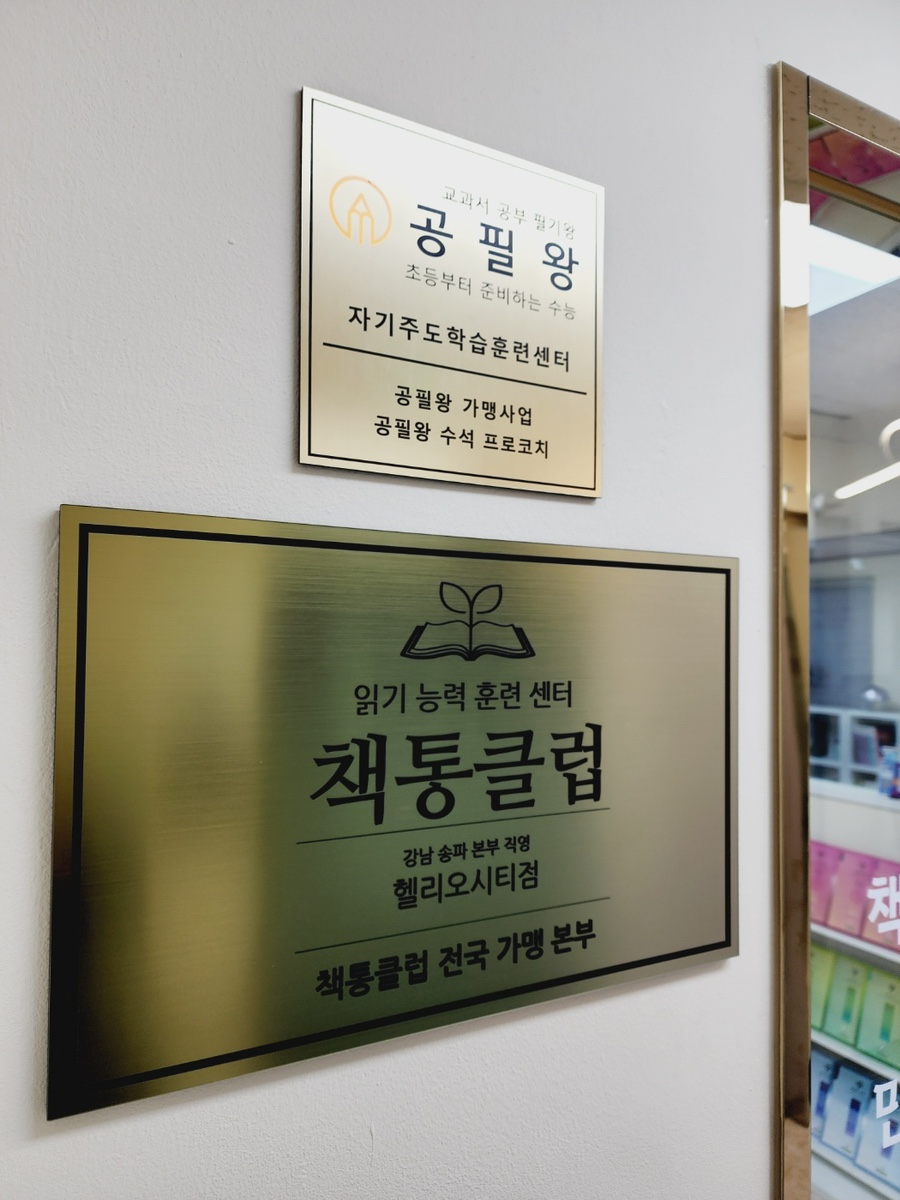 교과서 공부 필기왕
공필왕
초등부터 준비하는 수능
자기주도학습훈련센터
공필왕 가맹사업
공필왕 수석 프로코치
읽기 능력 훈련 센터
책통클럽
강남 송파 본부 직영
헬리오시티점
책통클럽 전국 가맹 본부
책